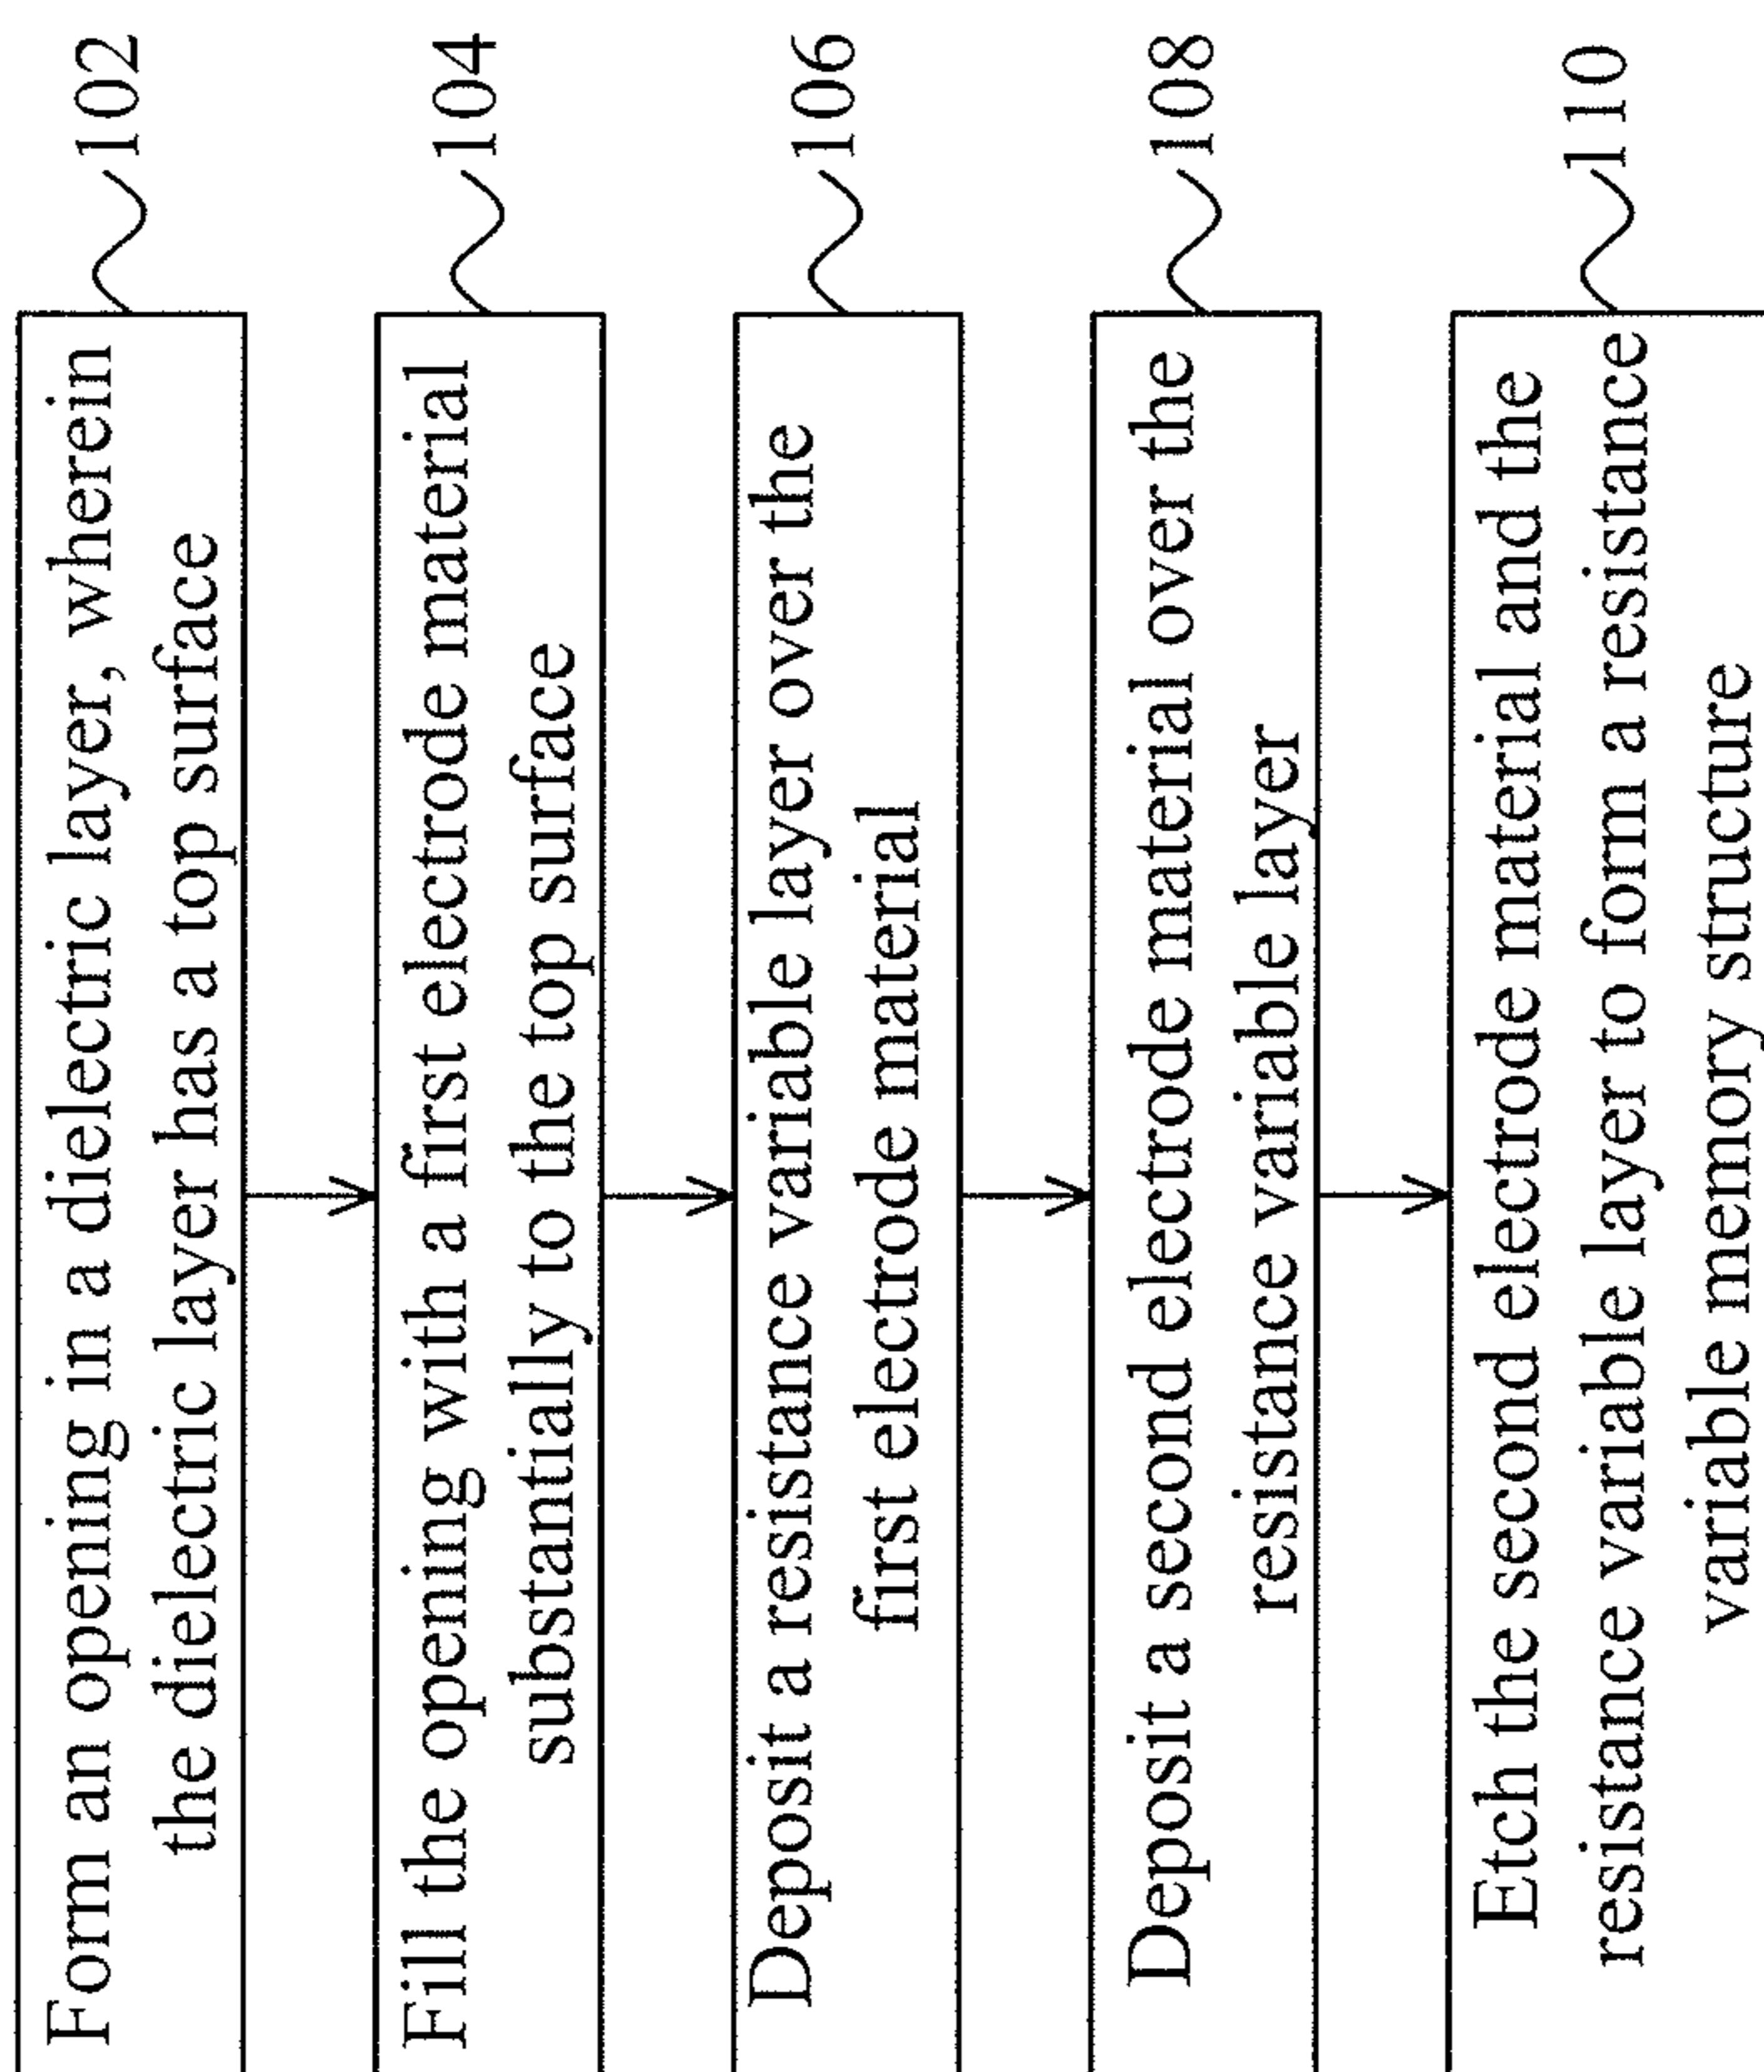 Form an opening in a dielectric layer, wherein
the dielectric layer has a top surface
102
Fill the opening with a first electrode material
substantially to the top surface
104
Deposit a resistance variable layer over the
first electrode material
106
Deposit a second electrode material over the
resistance variable layer
108
Etch the second electrode material and the
resistance variable layer to form a resistance
variable memory structure
110